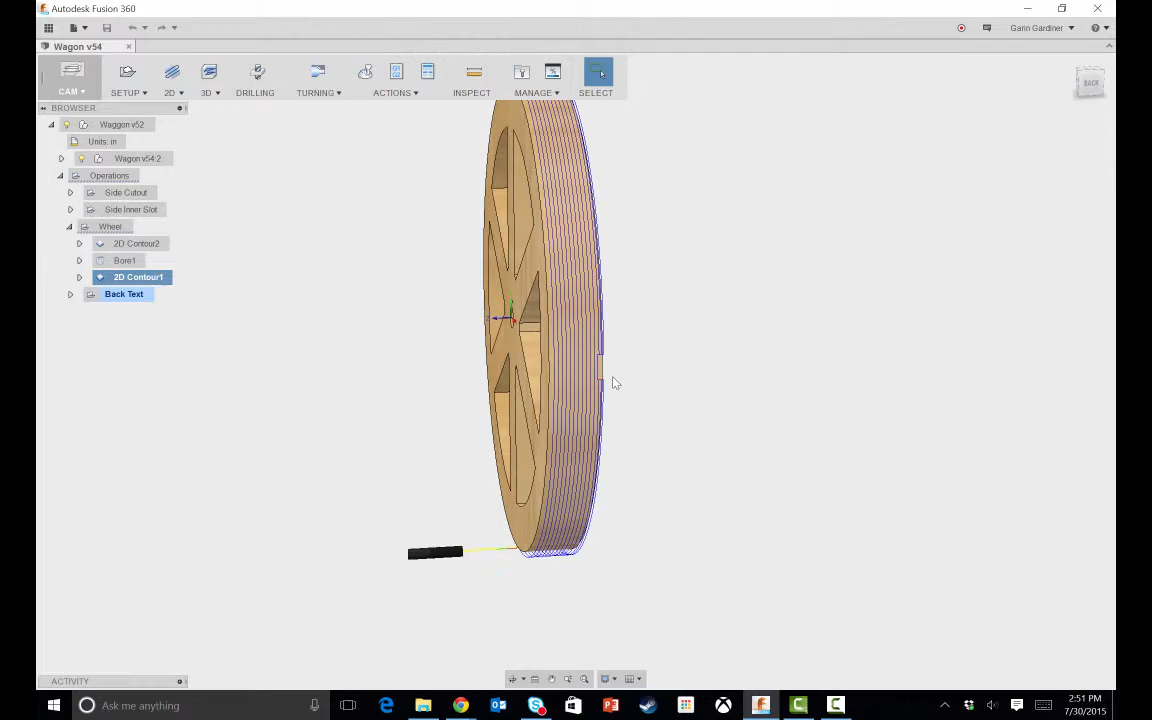 Autodesk Fusion 360
Garin Gardiner
Wagon v54
CAM
SETUP
2D
3D
DRILLING
TURNING
ACTIONS
INSPECT
MANAGE
SELECT
BACK
BROWSER
Waggon v52
Units: in
Wagon v54:2
Operations
Side Cutout
Side Inner Slot
Wheel
2D Contour2
Bore1
2D Contour1
Back Text
ACTIVITY
Ask me anything
2:51 PM
7/30/2015